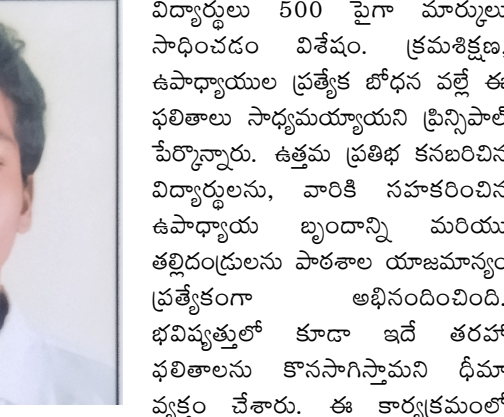 విద్యార్థులు 500 పైగా మార్కులు
సాధించడం విశేషం. క్రమశిక్షణ,
ఉపాధ్యాయుల ప్రత్యేక బోధన వల్లే ఈ
ఫలితాలు సాధ్యమయ్యాయని ప్రిన్సిపాల్
పేర్కొన్నారు. ఉత్తమ ప్రతిభ కనబరిచిన
విద్యార్థులను, వారికి సహకరించిన
ఉపాధ్యాయ బృందాన్ని మరియు
తల్లిదండ్రులను పాఠశాల యాజమాన్యం
ప్రత్యేకంగా అభినందించింది.
భవిష్యత్తులో కూడా ఇదే తరహా
ఫలితాలను కొనసాగిస్తామని ధీమా
వ్యక్తం చేశారు. ఈ కార్యక్రమంలో